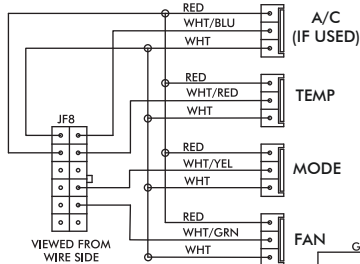 RED
WHT/BLU
WHT
A/C
(IF USED)
RED
WHT/RED
WHT
TEMP
JF8
RED
WHT/YEL
WHT
MODE
RED
WHT/GRN
WHT
FAN
G
VIEWED FROM
WIRE SIDE